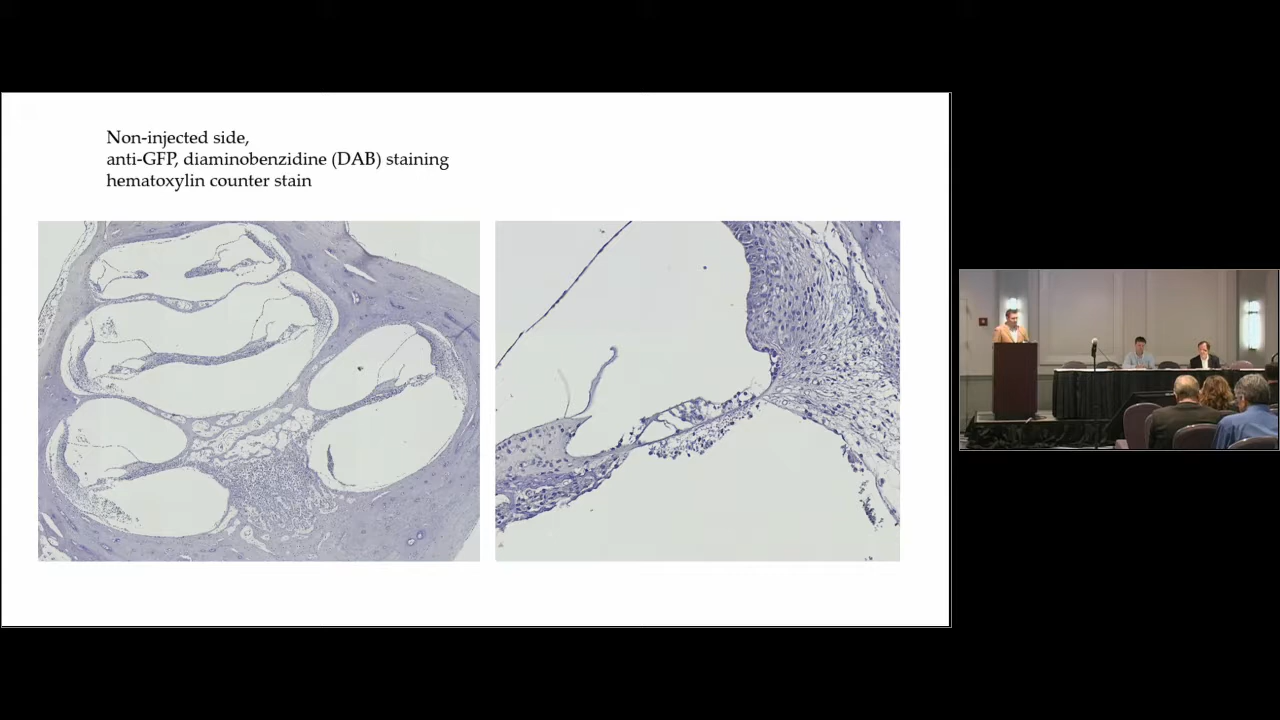 Non-injected side,
anti-GFP, diaminobenzidine (DAB) staining
hematoxylin counter stain